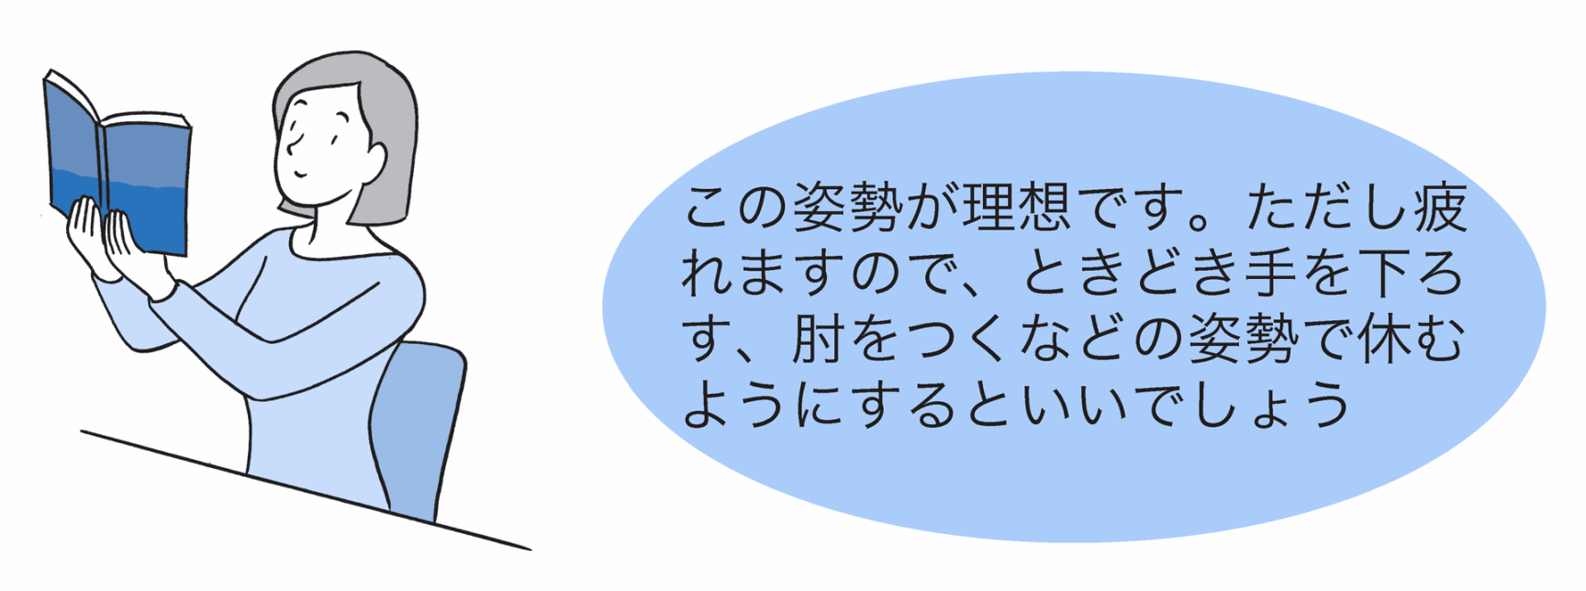 この姿勢が理想です。ただし疲
れますので、ときどき手を下ろ
す、肘をつくなどの姿勢で休む
ようにするといいでしょう